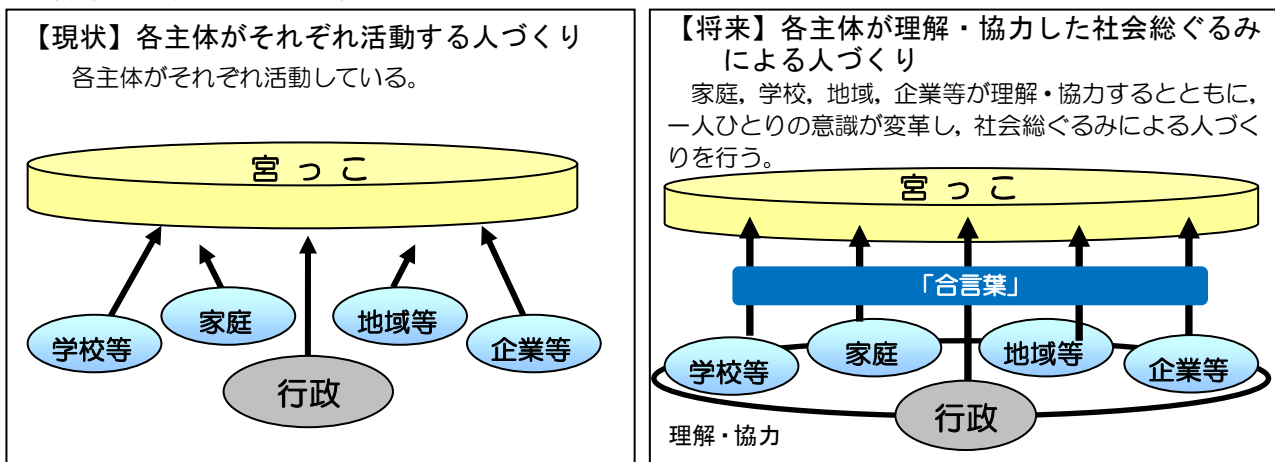 【現状】各主体がそれぞれ活動する人づくり
各主体がそれぞれ活動している。
宮っこ
学校等
家庭
地域等
企業等
行政
【将来】各主体が理解・協力した社会総ぐるみ
による人づくり
家庭，学校，地域，企業等が理解・協力するとともに，
一人ひとりの意識が変革し，社会総ぐるみによる人づく
りを行う。
宮っこ
「合言葉」
学校等
家庭
地域等
企業等
行政
理解・協力